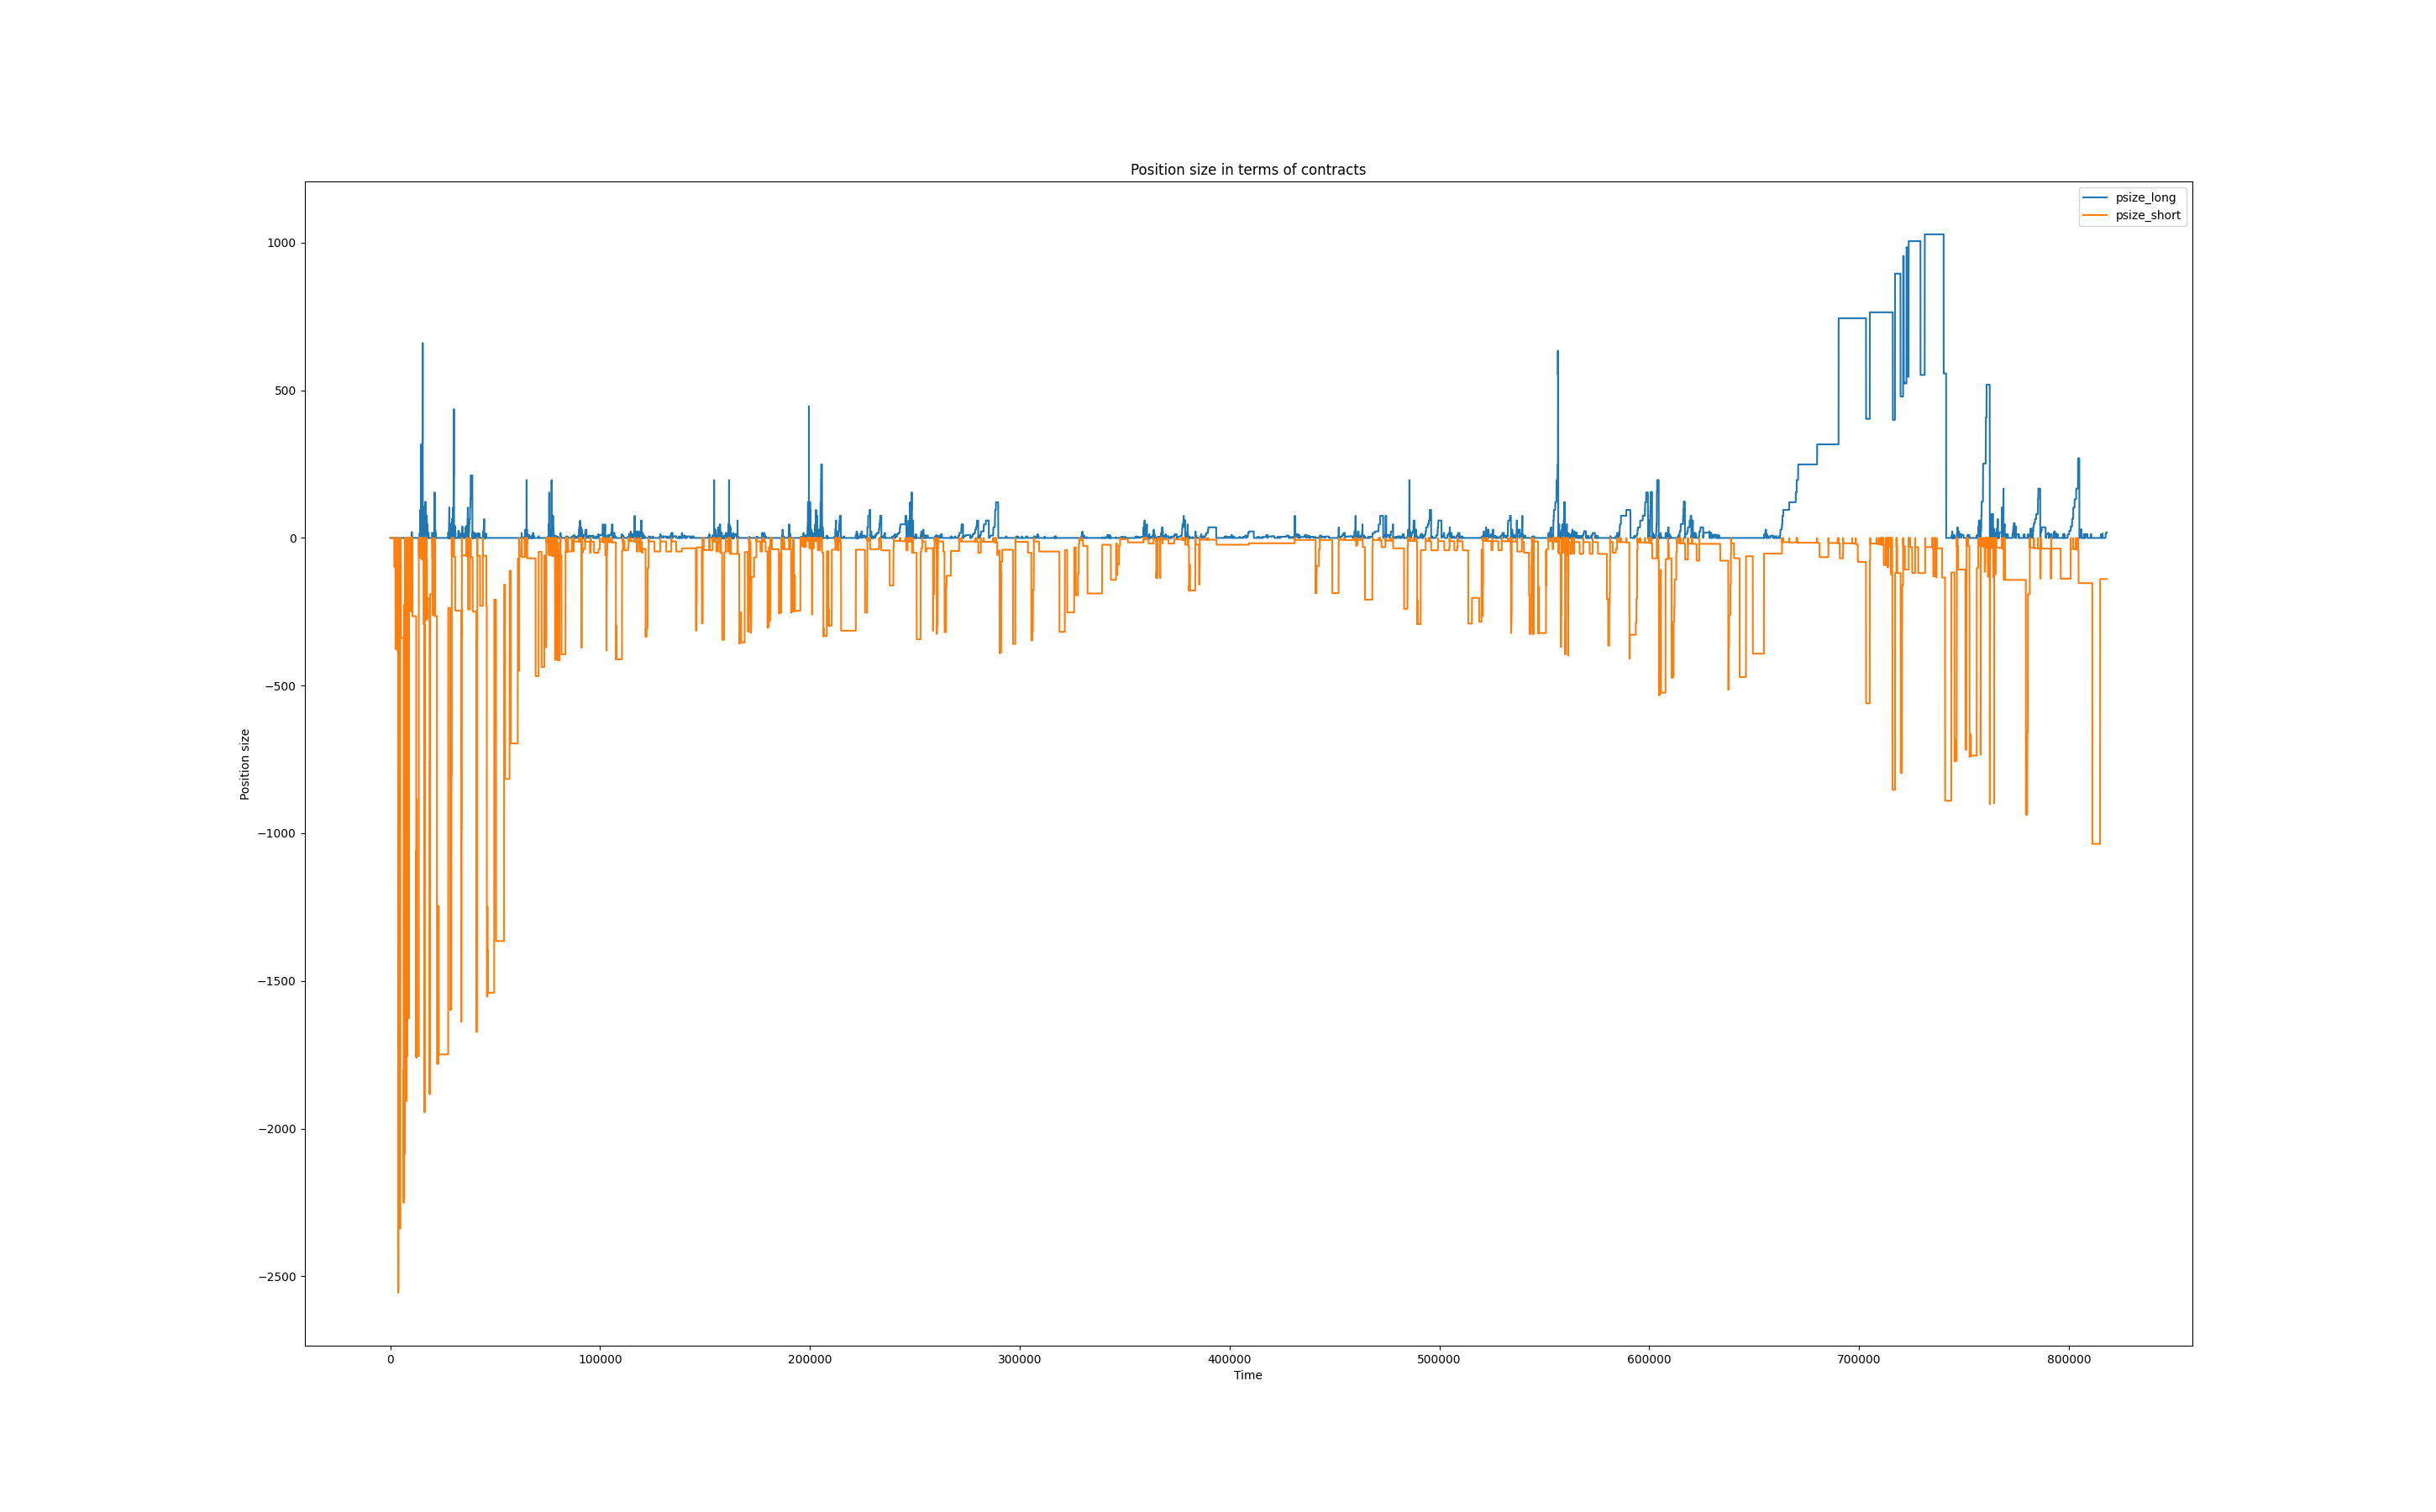 Position size in terms of contracts
psize_long
psize_short
1000
500
0
−500
−1000
−1500
−2000
−2500
Position size
0 100000 200000 300000 400000 500000 600000 700000 800000
Time